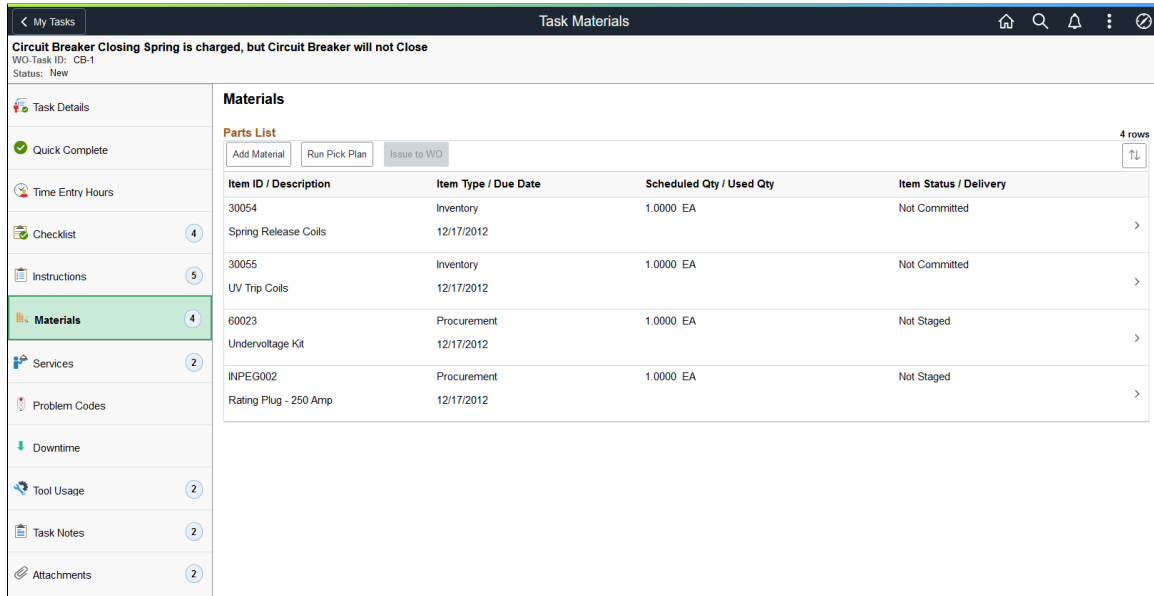 My Tasks
Task Materials
Circuit Breaker Closing Spring is charged, but Circuit Breaker will not Close
WO-Task ID: CB-1
Status: New
Task Details
Quick Complete
Time Entry Hours
Checklist 4
Instructions 5
Materials 4
Services 2
Problem Codes
Downtime
Tool Usage 2
Task Notes 2
Attachments 2
Materials
Parts List 4 rows
Add Material Run Pick Plan Issue to WO
Item ID / Description Item Type / Due Date Scheduled Qty / Used Qty Item Status / Delivery
30054 Inventory 1.0000 EA Not Committed
Spring Release Coils 12/17/2012
30055 Inventory 1.0000 EA Not Committed
UV Trip Coils 12/17/2012
60023 Procurement 1.0000 EA Not Staged
Undervoltage Kit 12/17/2012
INPEG002 Procurement 1.0000 EA Not Staged
Rating Plug - 250 Amp 12/17/2012